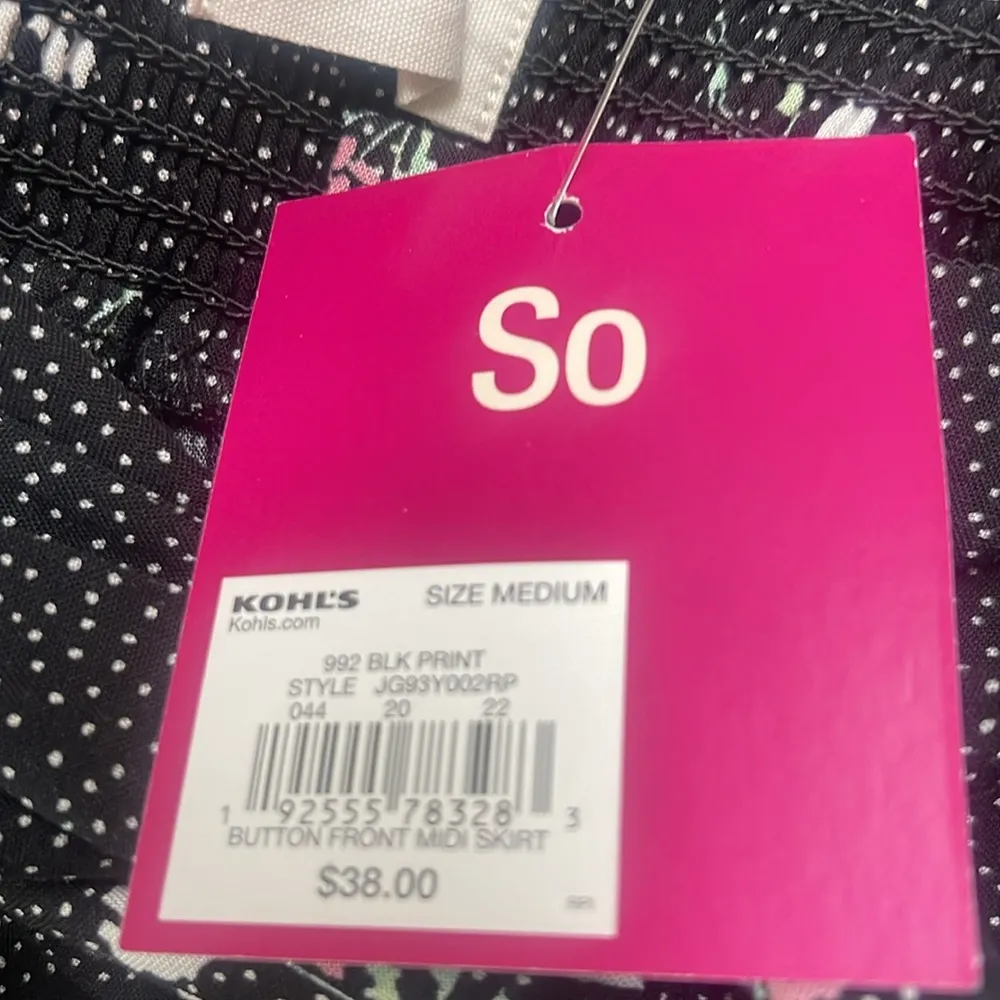 So
KOHL'S SIZE MEDIUM
Kohls.com
992 BLK PRINT
STYLE JG93Y002RP
044 20 22
1 92555 78328 3
BUTTON FRONT MIDI SKIRT
$38.00